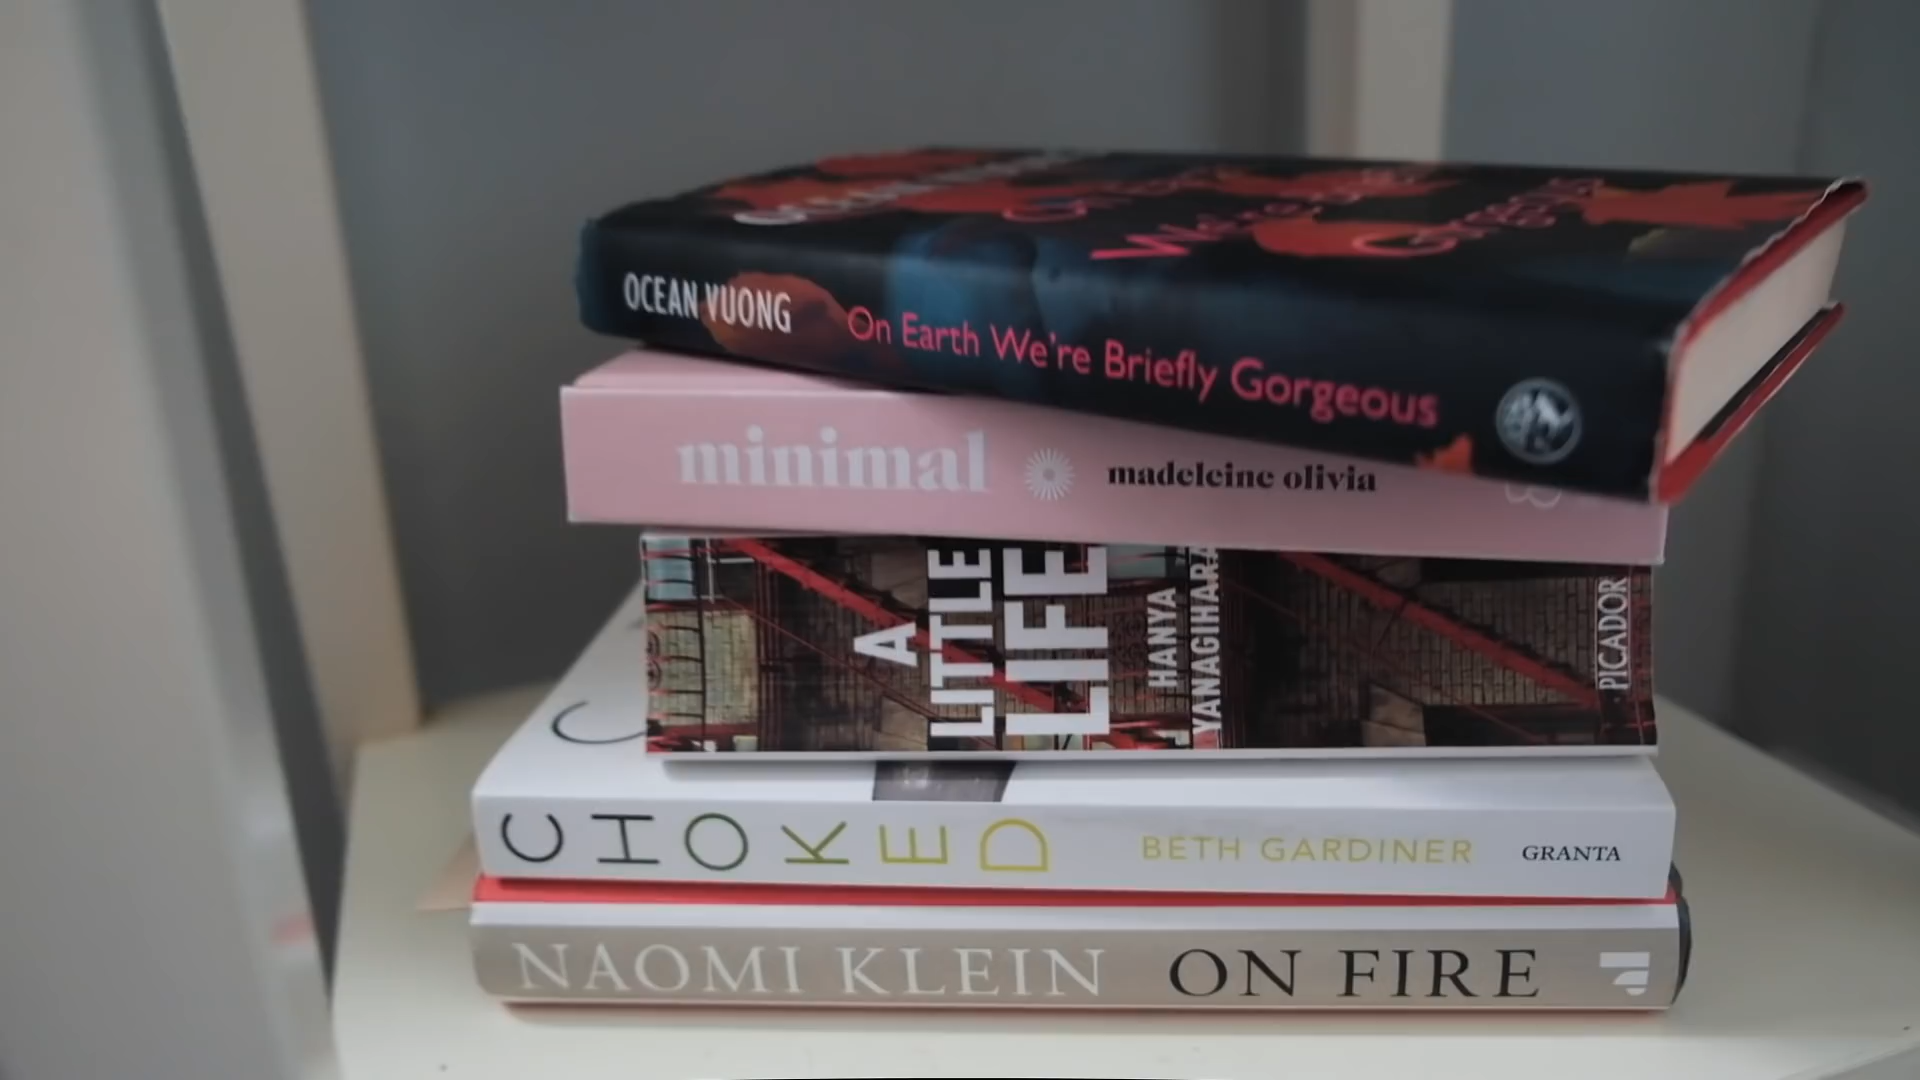 OCEAN VUONG On Earth We're Briefly Gorgeous
minimal madeleine olivia
A
LITTLE
LIFE
HANYA
YANAGIHARA
PICADOR
CHOKED BETH GARDINER GRANTA
NAOMI KLEIN ON FIRE